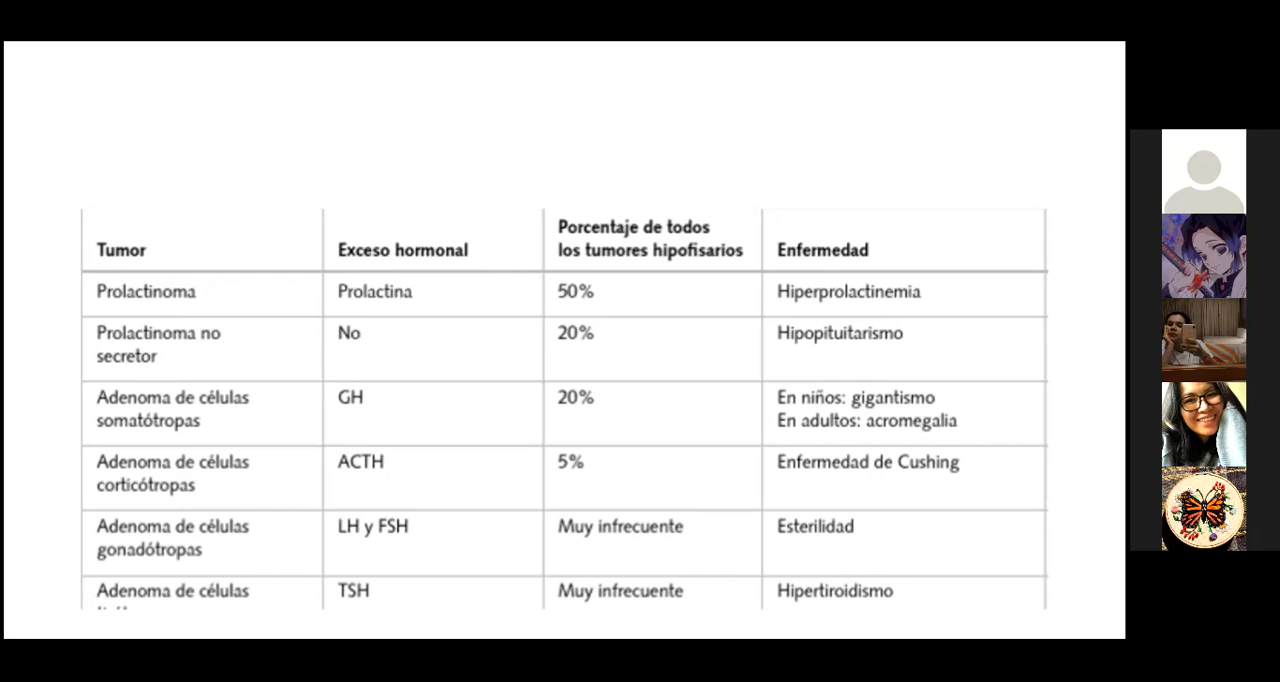 Tumor
Exceso hormonal
Porcentaje de todos
los tumores hipofisarios
Enfermedad
Prolactinoma
Prolactina
50%
Hiperprolactinemia
Prolactinoma no
secretor
No
20%
Hipopituitarismo
Adenoma de células
somatótropas
GH
20%
En niños: gigantismo
En adultos: acromegalia
Adenoma de células
corticótropas
ACTH
5%
Enfermedad de Cushing
Adenoma de células
gonadótropas
LH y FSH
Muy infrecuente
Esterilidad
Adenoma de células
TSH
Muy infrecuente
Hipertiroidismo